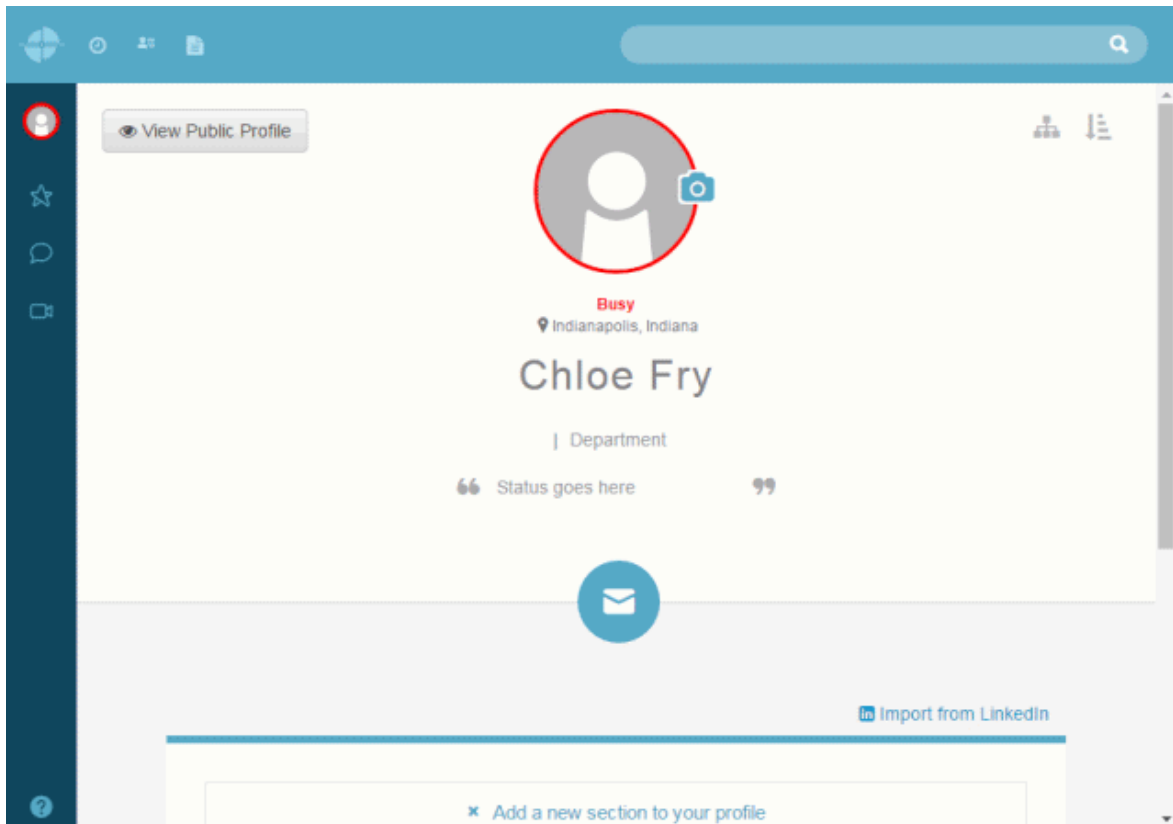 View Public Profile
Busy
Indianapolis, Indiana
Chloe Fry
| Department
❝ Status goes here ❞
in Import from LinkedIn
× Add a new section to your profile